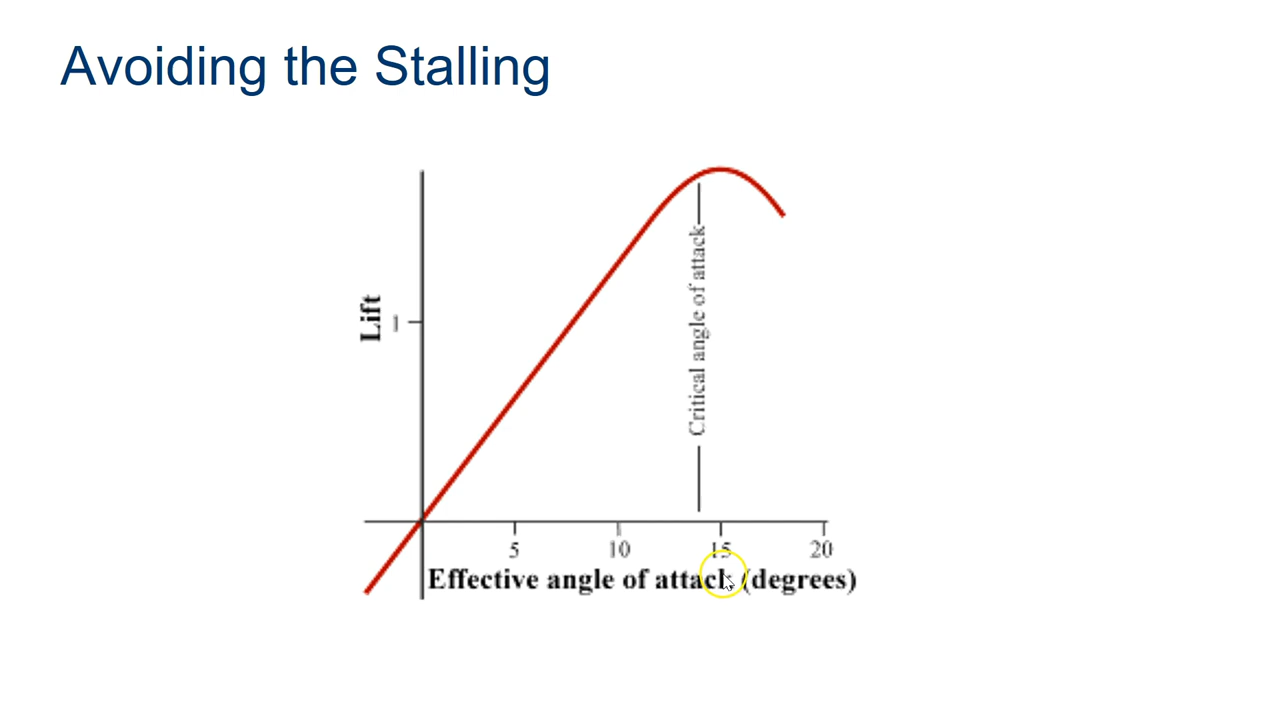 Avoiding the Stalling
Lift
1
Critical angle of attack
5 10 15 20
Effective angle of attack (degrees)